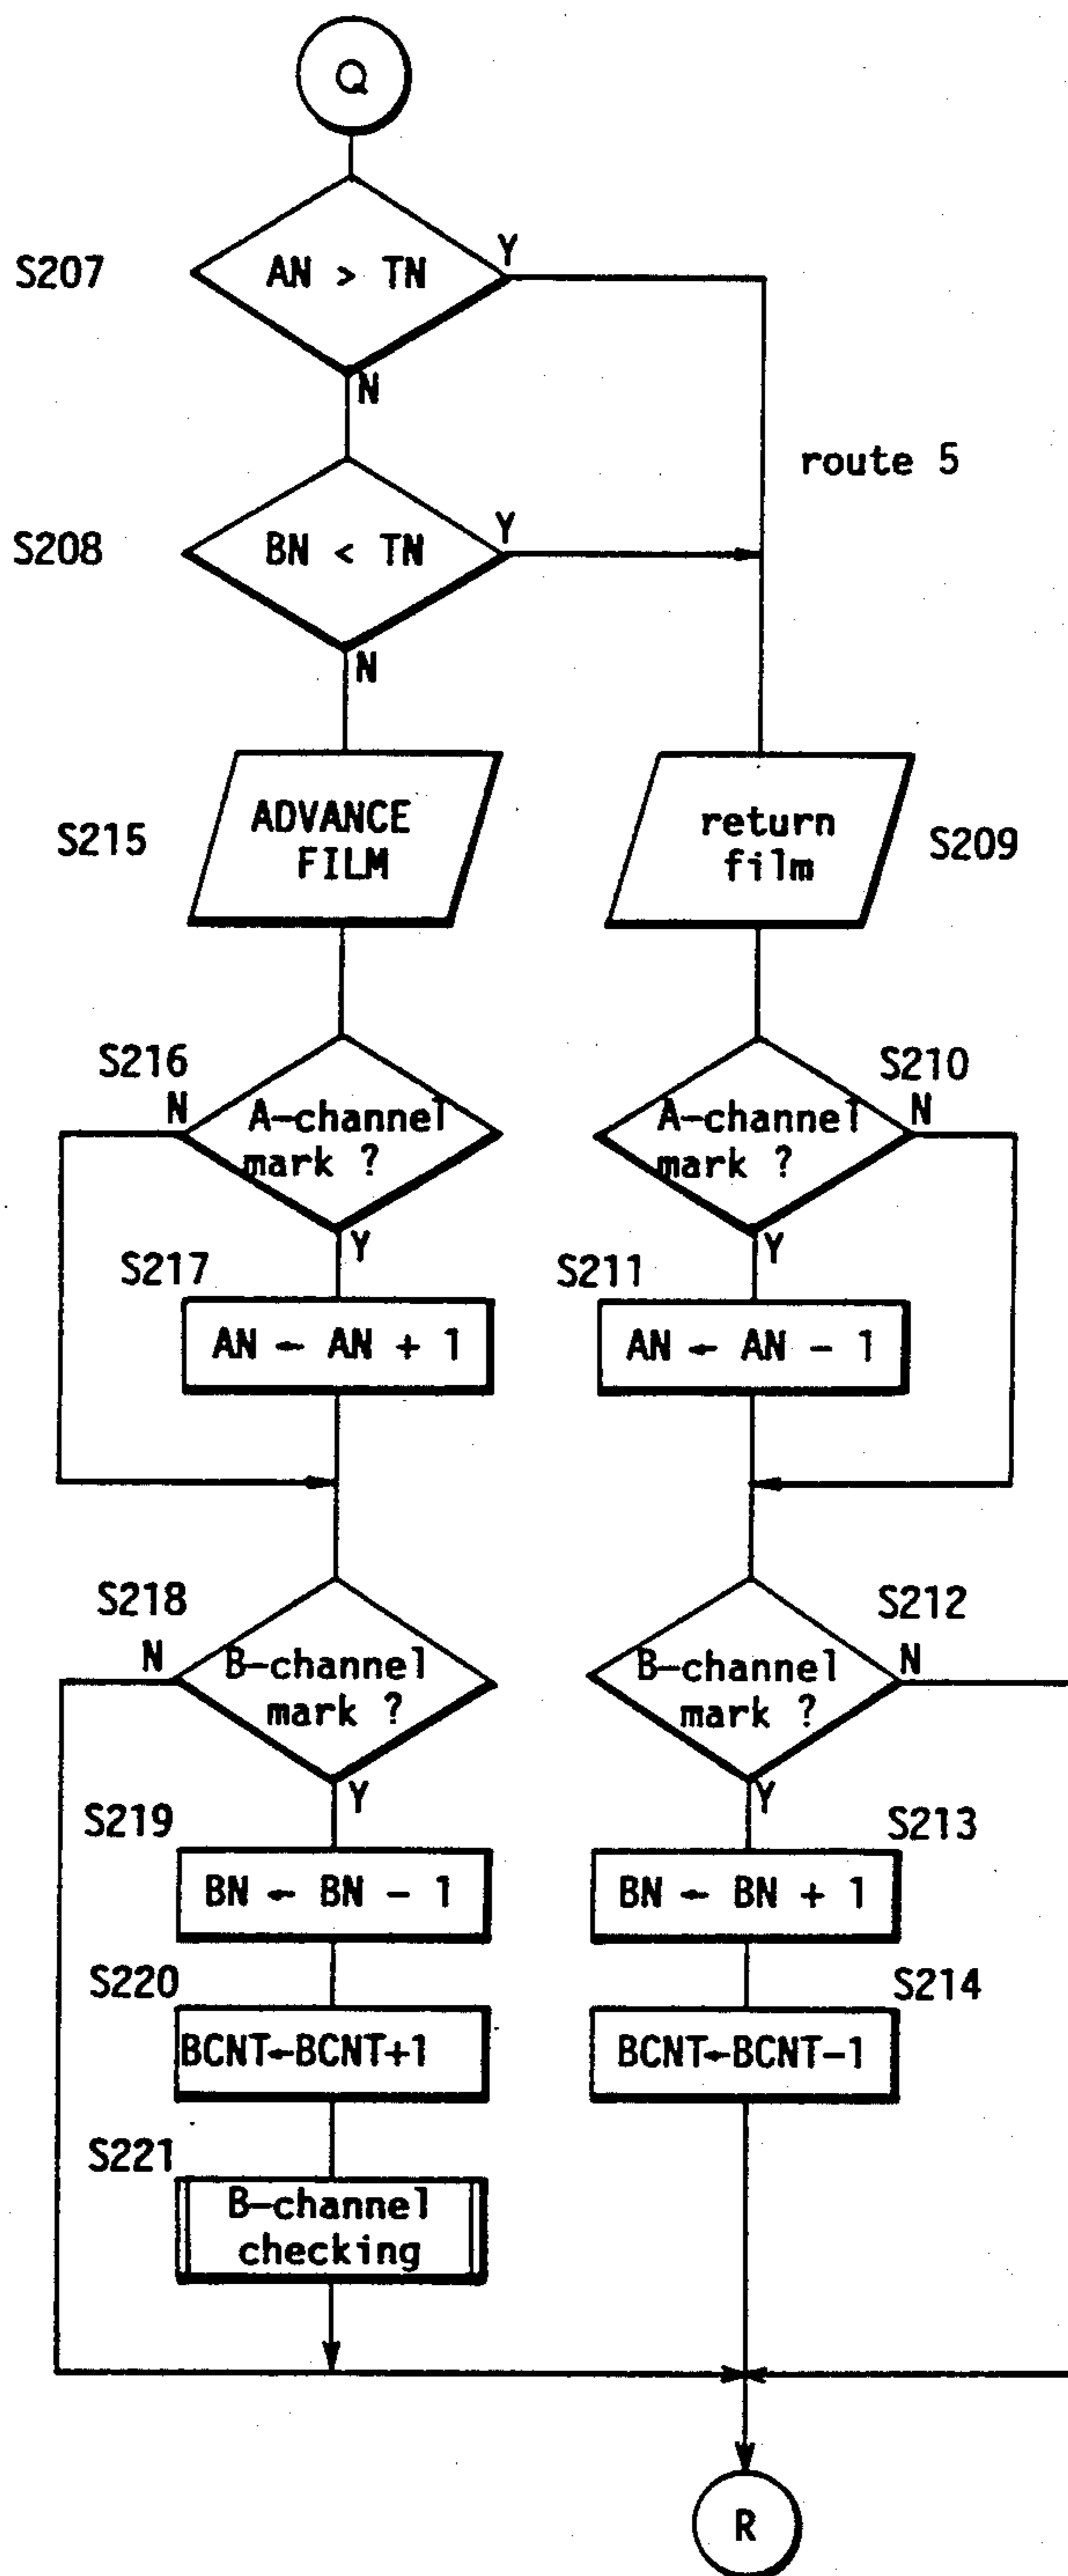 Q
S207
AN > TN
Y
N
route 5
S208
BN < TN
Y
N
S215
ADVANCE
FILM
return
film
S209
S216
N
A-channel
mark ?
Y
S210
N
A-channel
mark ?
Y
S217
AN ← AN + 1
S211
AN ← AN - 1
S218
N
B-channel
mark ?
Y
S212
N
B-channel
mark ?
Y
S219
BN ← BN - 1
S213
BN ← BN + 1
S220
BCNT←BCNT+1
S214
BCNT←BCNT-1
S221
B-channel
checking
R